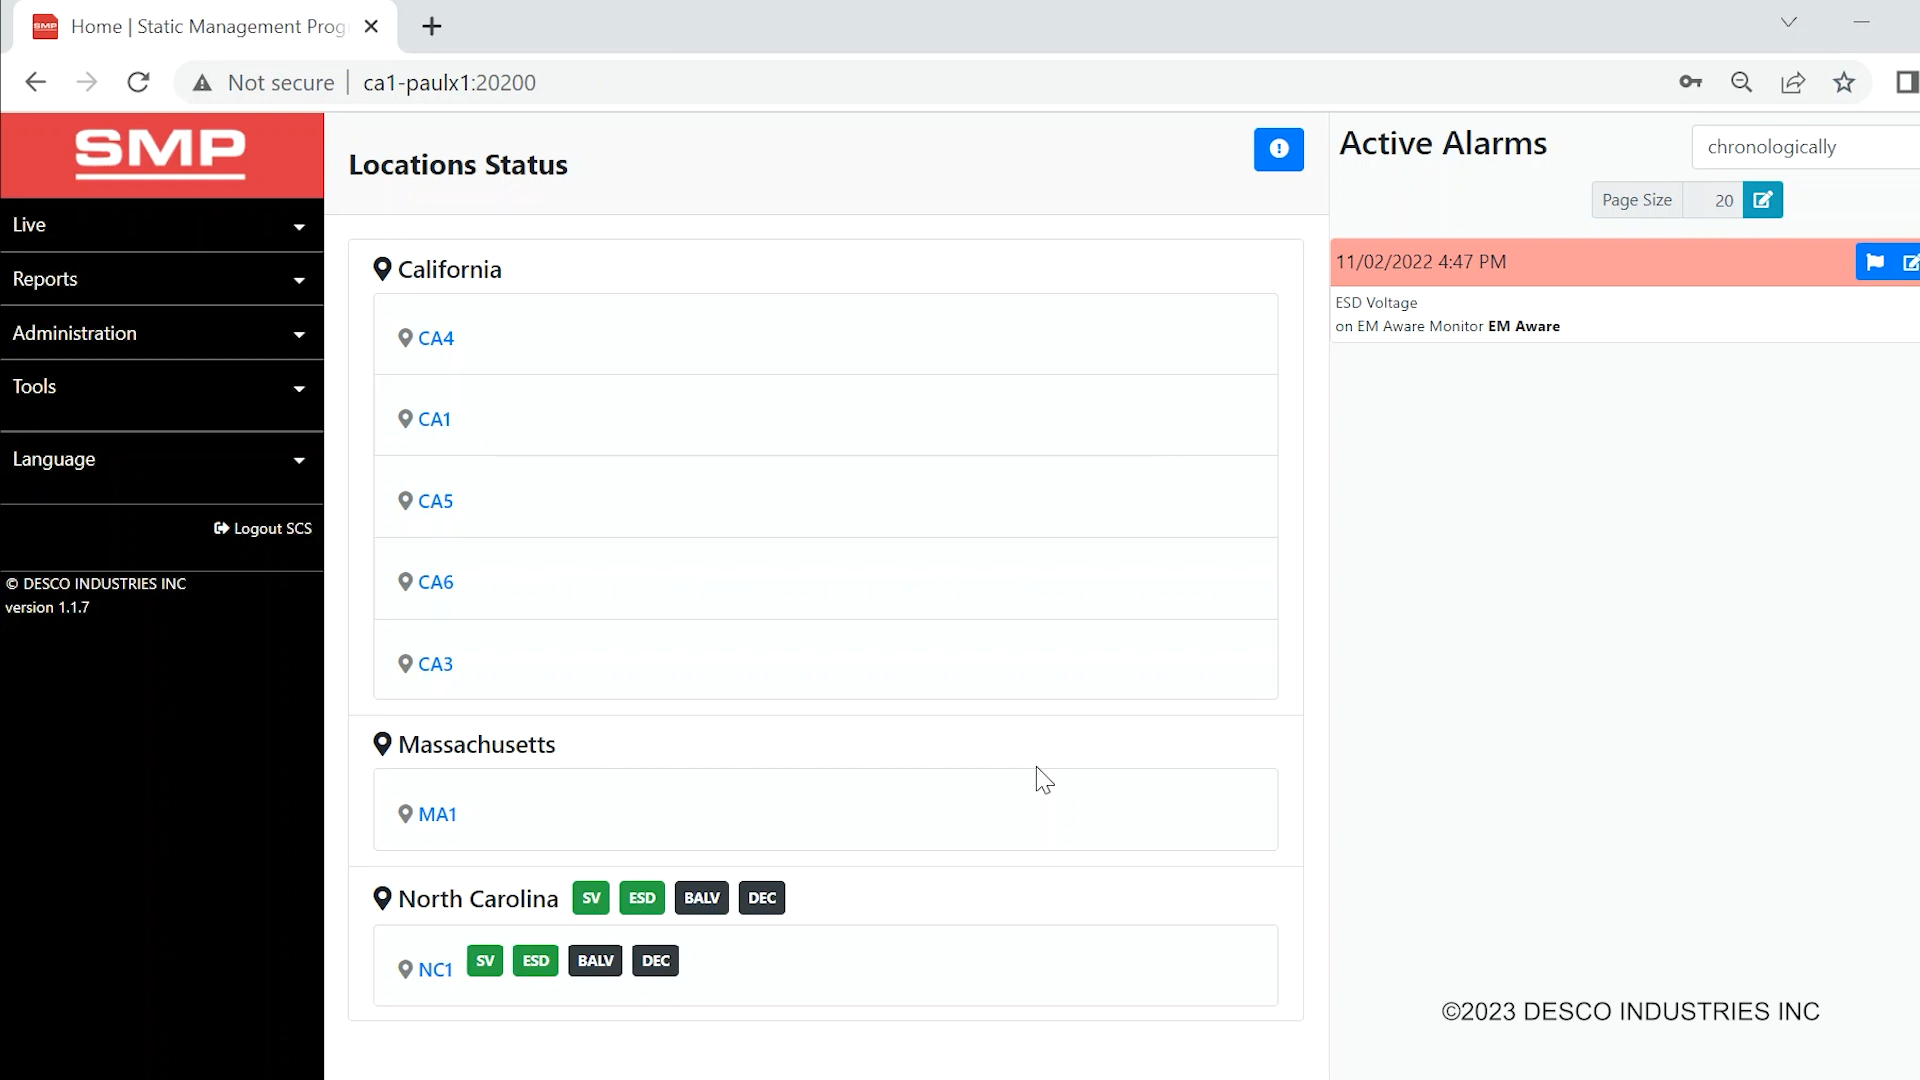 SMP Home | Static Management Prog
Not secure | ca1-paulx1:20200
SMP
Live
Reports
Administration
Tools
Language
Logout SCS
© DESCO INDUSTRIES INC
version 1.1.7
Locations Status
California
CA4
CA1
CA5
CA6
CA3
Massachusetts
MA1
North Carolina SV ESD BALV DEC
NC1 SV ESD BALV DEC
Active Alarms
chronologically
Page Size 20
11/02/2022 4:47 PM
ESD Voltage
on EM Aware Monitor EM Aware
©2023 DESCO INDUSTRIES INC